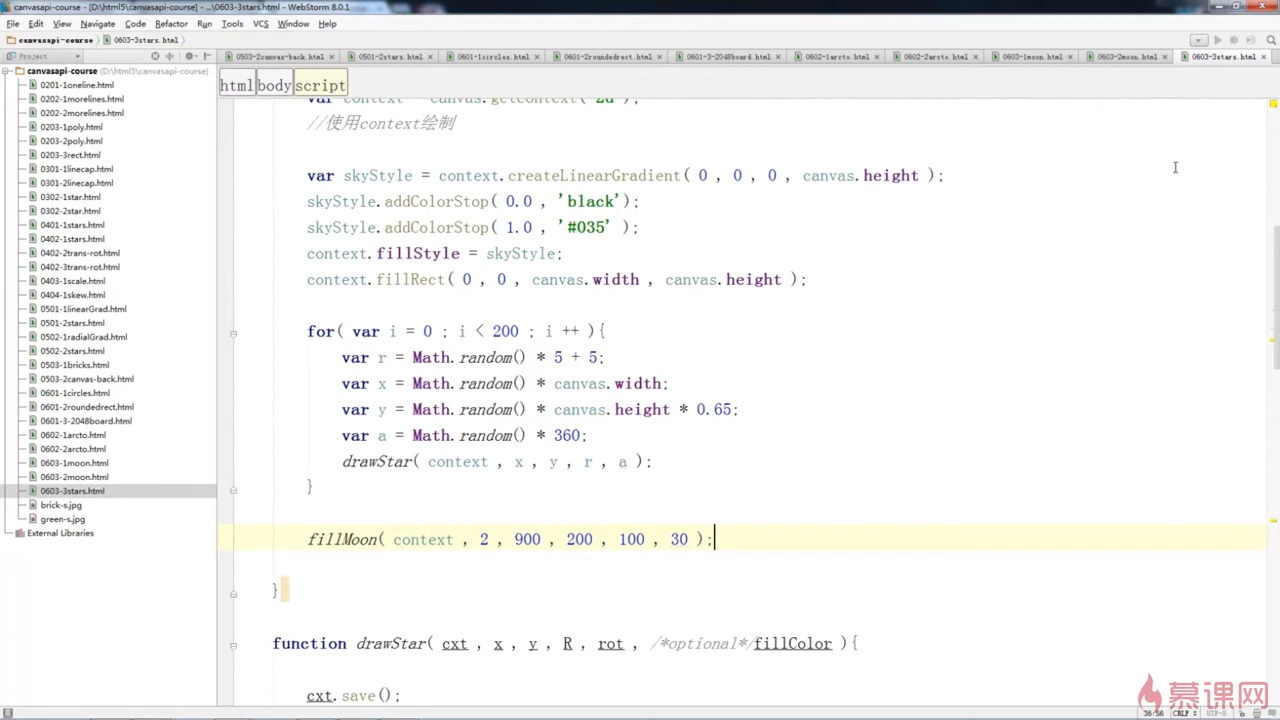 canvasapi-course - [D:\html5\canvasapi-course] - ...\0603-3stars.html - WebStorm 8.0.1
File Edit View Navigate Code Refactor Run Tools VCS Window Help
canvasapi-course 0603-3stars.html
Project
0503-2canvas-back.html 0501-2stars.html 0601-1circles.html 0601-2roundedrect.html 0601-3-2048board.html 0602-1arcto.html 0602-2arcto.html 0603-1moon.html 0603-2moon.html 0603-3stars.html
canvasapi-course (D:\html5\canvasapi-course)
0201-1oneline.html
0202-1morelines.html
0202-2morelines.html
0203-1poly.html
0203-2poly.html
0203-3rect.html
0301-1linecap.html
0301-2linecap.html
0302-1star.html
0302-2star.html
0401-1stars.html
0402-1stars.html
0402-2trans-rot.html
0402-3trans-rot.html
0403-1scale.html
0404-1skew.html
0501-1linearGrad.html
0501-2stars.html
0502-1radialGrad.html
0502-2stars.html
0503-1bricks.html
0503-2canvas-back.html
0601-1circles.html
0601-2roundedrect.html
0601-3-2048board.html
0602-1arcto.html
0602-2arcto.html
0603-1moon.html
0603-2moon.html
0603-3stars.html
brick-s.jpg
green-s.jpg
External Libraries
html body script
var context = canvas.getContext("2d");
//使用context绘制
var skyStyle = context.createLinearGradient( 0 , 0 , 0 , canvas.height );
skyStyle.addColorStop( 0.0 , 'black');
skyStyle.addColorStop( 1.0 , '#035' );
context.fillStyle = skyStyle;
context.fillRect( 0 , 0 , canvas.width , canvas.height );
for( var i = 0 ; i < 200 ; i ++ ){
var r = Math.random() * 5 + 5;
var x = Math.random() * canvas.width;
var y = Math.random() * canvas.height * 0.65;
var a = Math.random() * 360;
drawStar( context , x , y , r , a );
}
fillMoon( context , 2 , 900 , 200 , 100 , 30 );
}
function drawStar( cxt , x , y , R , rot , /*optional*/fillColor ){
cxt.save();
慕课网
36:56 CRLF UTF-8